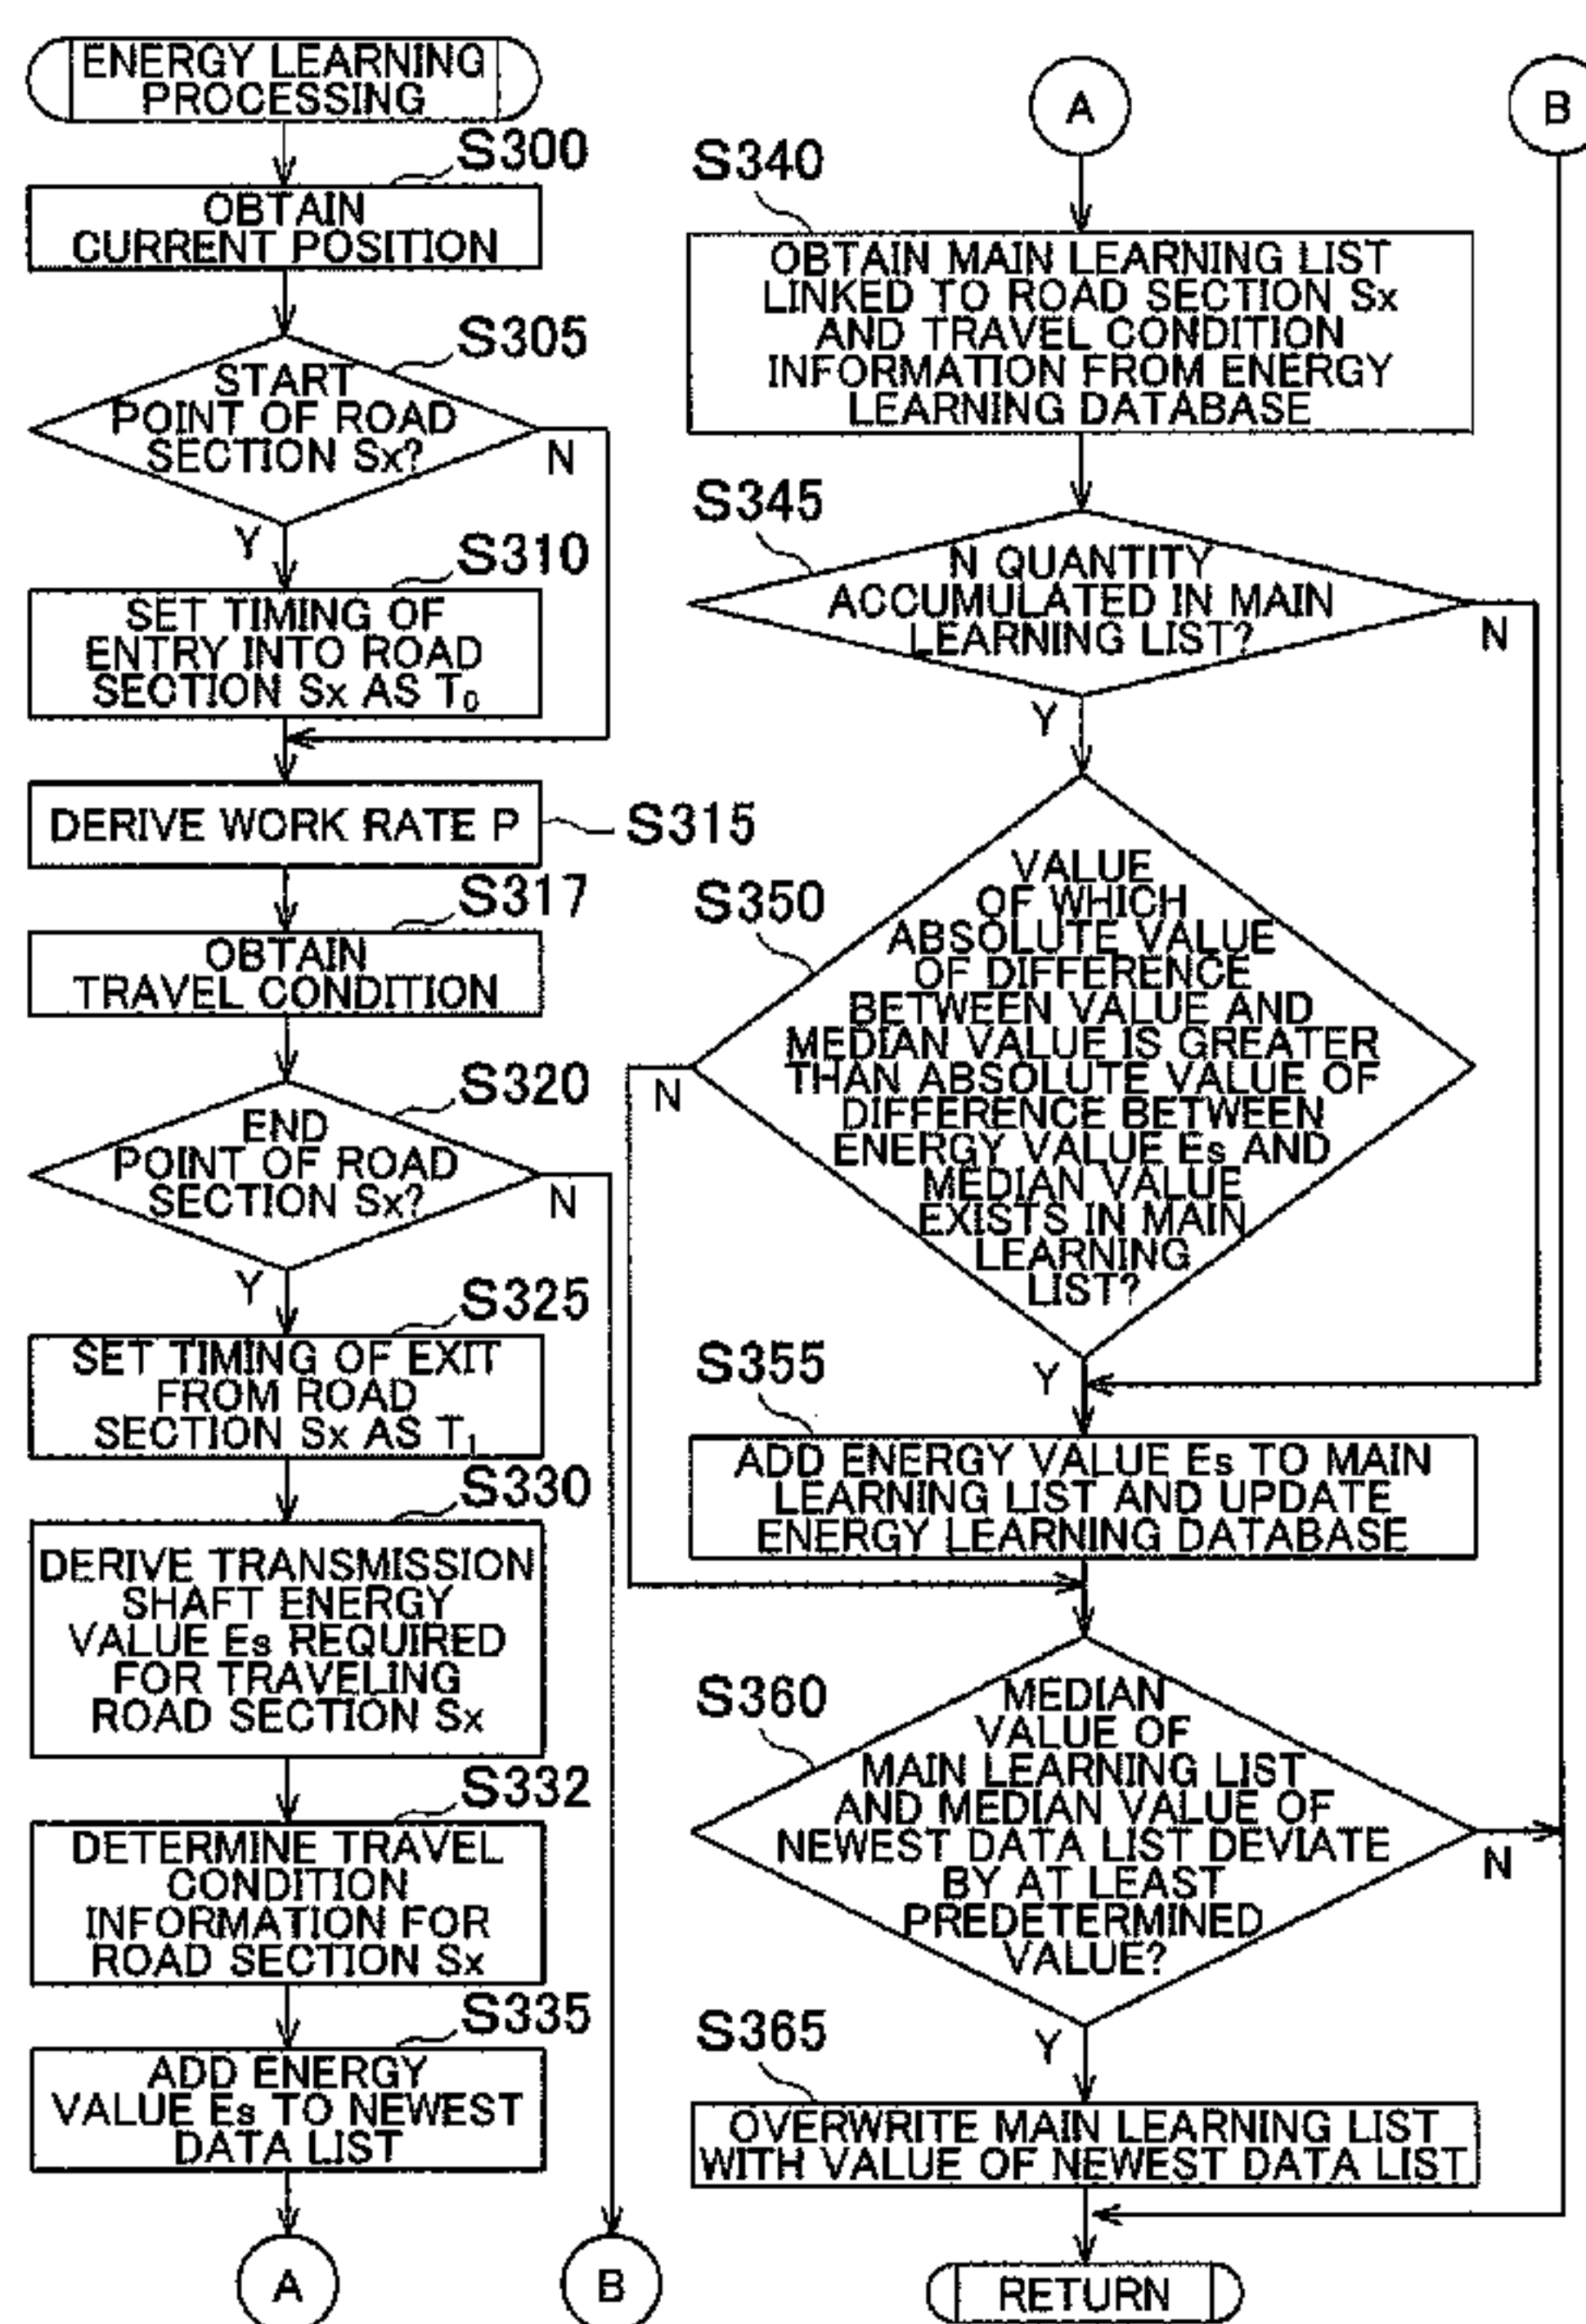 ENERGY LEARNING
PROCESSING
S300
OBTAIN
CURRENT POSITION
S305
START
POINT OF ROAD
SECTION Sx?
N
Y
S310
SET TIMING OF
ENTRY INTO ROAD
SECTION Sx AS T₀
DERIVE WORK RATE P
S315
S317
OBTAIN
TRAVEL CONDITION
S320
END
POINT OF ROAD
SECTION Sx?
N
Y
S325
SET TIMING OF EXIT
FROM ROAD
SECTION Sx AS T₁
S330
DERIVE TRANSMISSION
SHAFT ENERGY
VALUE Es REQUIRED
FOR TRAVELING
ROAD SECTION Sx
S332
DETERMINE TRAVEL
CONDITION
INFORMATION FOR
ROAD SECTION Sx
S335
ADD ENERGY
VALUE Es TO NEWEST
DATA LIST
A
B
A
B
S340
OBTAIN MAIN LEARNING LIST
LINKED TO ROAD SECTION Sx
AND TRAVEL CONDITION
INFORMATION FROM ENERGY
LEARNING DATABASE
S345
N QUANTITY
ACCUMULATED IN MAIN
LEARNING LIST?
N
Y
S350
VALUE
OF WHICH
ABSOLUTE VALUE
OF DIFFERENCE
BETWEEN VALUE AND
MEDIAN VALUE IS GREATER
THAN ABSOLUTE VALUE OF
DIFFERENCE BETWEEN
ENERGY VALUE Es AND
MEDIAN VALUE
EXISTS IN MAIN
LEARNING
LIST?
N
Y
S355
ADD ENERGY VALUE Es TO MAIN
LEARNING LIST AND UPDATE
ENERGY LEARNING DATABASE
S360
MEDIAN
VALUE OF
MAIN LEARNING LIST
AND MEDIAN VALUE OF
NEWEST DATA LIST DEVIATE
BY AT LEAST
PREDETERMINED
VALUE?
N
Y
S365
OVERWRITE MAIN LEARNING LIST
WITH VALUE OF NEWEST DATA LIST
RETURN